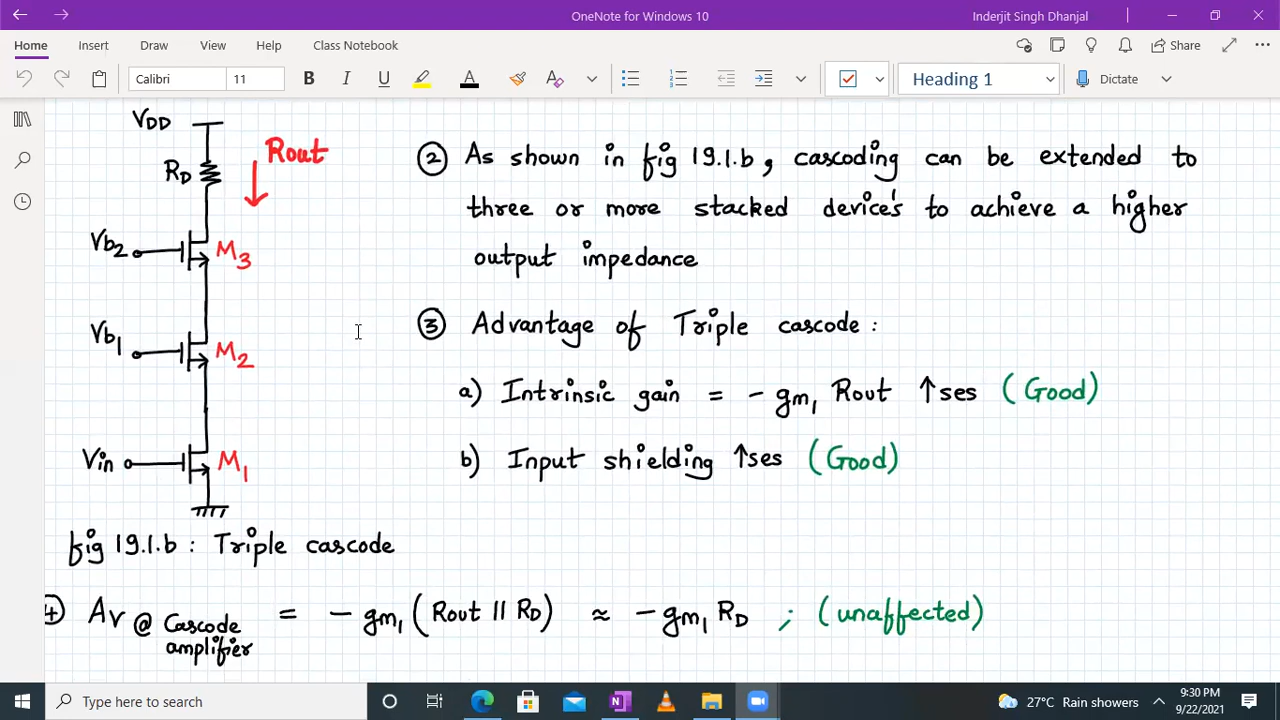 OneNote for Windows 10
Inderjit Singh Dhanjal
Home Insert Draw View Help Class Notebook
Share
Calibri 11 B I U A A Heading 1 Dictate
VDD
RD
Rout
Vb2
M3
Vb1
M2
Vin
M1
fig 19.1.b : Triple cascode
② As shown in fig 19.1.b, cascoding can be extended to
three or more stacked device's to achieve a higher
output impedance
③ Advantage of Triple cascode :
a) Intrinsic gain = - gm1 Rout ↑ses (Good)
b) Input shielding ↑ses (Good)
Av @ Cascode amplifier = - gm1 ( Rout || RD ) ≈ - gm1 RD ; (unaffected)
Type here to search
27°C Rain showers
9:30 PM
9/22/2021